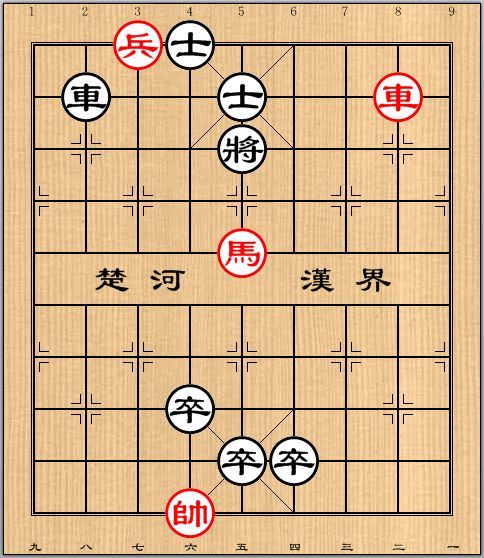 1 2 3 4 5 6 7 8 9
兵 士
車 士 車
將
馬
楚河 漢界
卒
卒 卒
帥
九 八 七 六 五 四 三 二 一